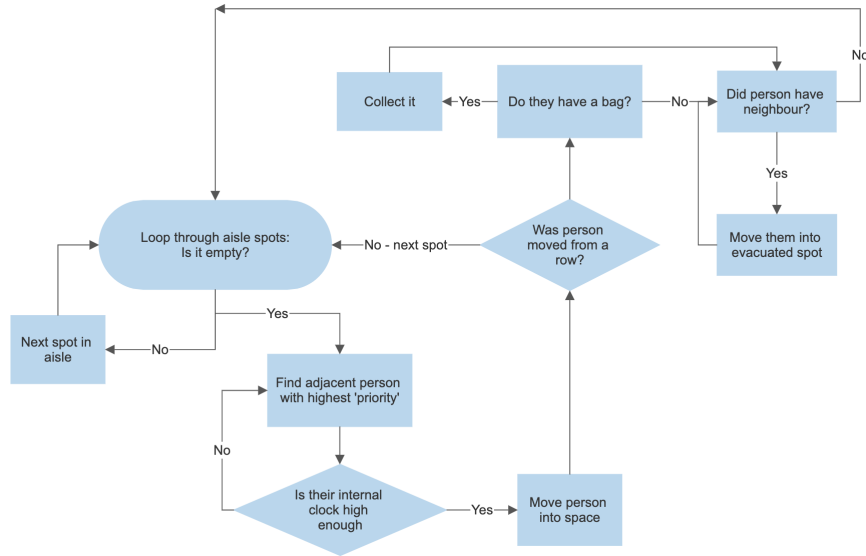 No
Collect it
Yes
Do they have a bag?
No
Did person have
neighbour?
Yes
Loop through aisle spots:
Is it empty?
No - next spot
Was person
moved from a
row?
Move them into
evacuated spot
Yes
Next spot in
aisle
No
Find adjacent person
with highest 'priority'
No
Is their internal
clock high
enough
Yes
Move person
into space